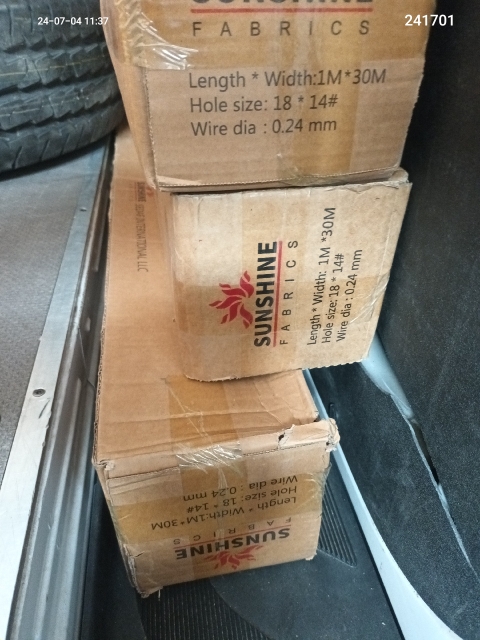 24-07-04 11:37
241701
SUNSHINE
FABRICS
Length * Width:1M*30M
Hole size: 18 * 14#
Wire dia : 0.24 mm
SUNSHINE
FABRICS
Length * Width: 1M *30M
Hole size:18 * 14#
Wire dia : 0.24 mm
SUNSHINE
FABRICS
Length * Width:1M*30M
Hole size: 18 * 14#
Wire dia : 0.24 mm
INTERNATIONAL LLC